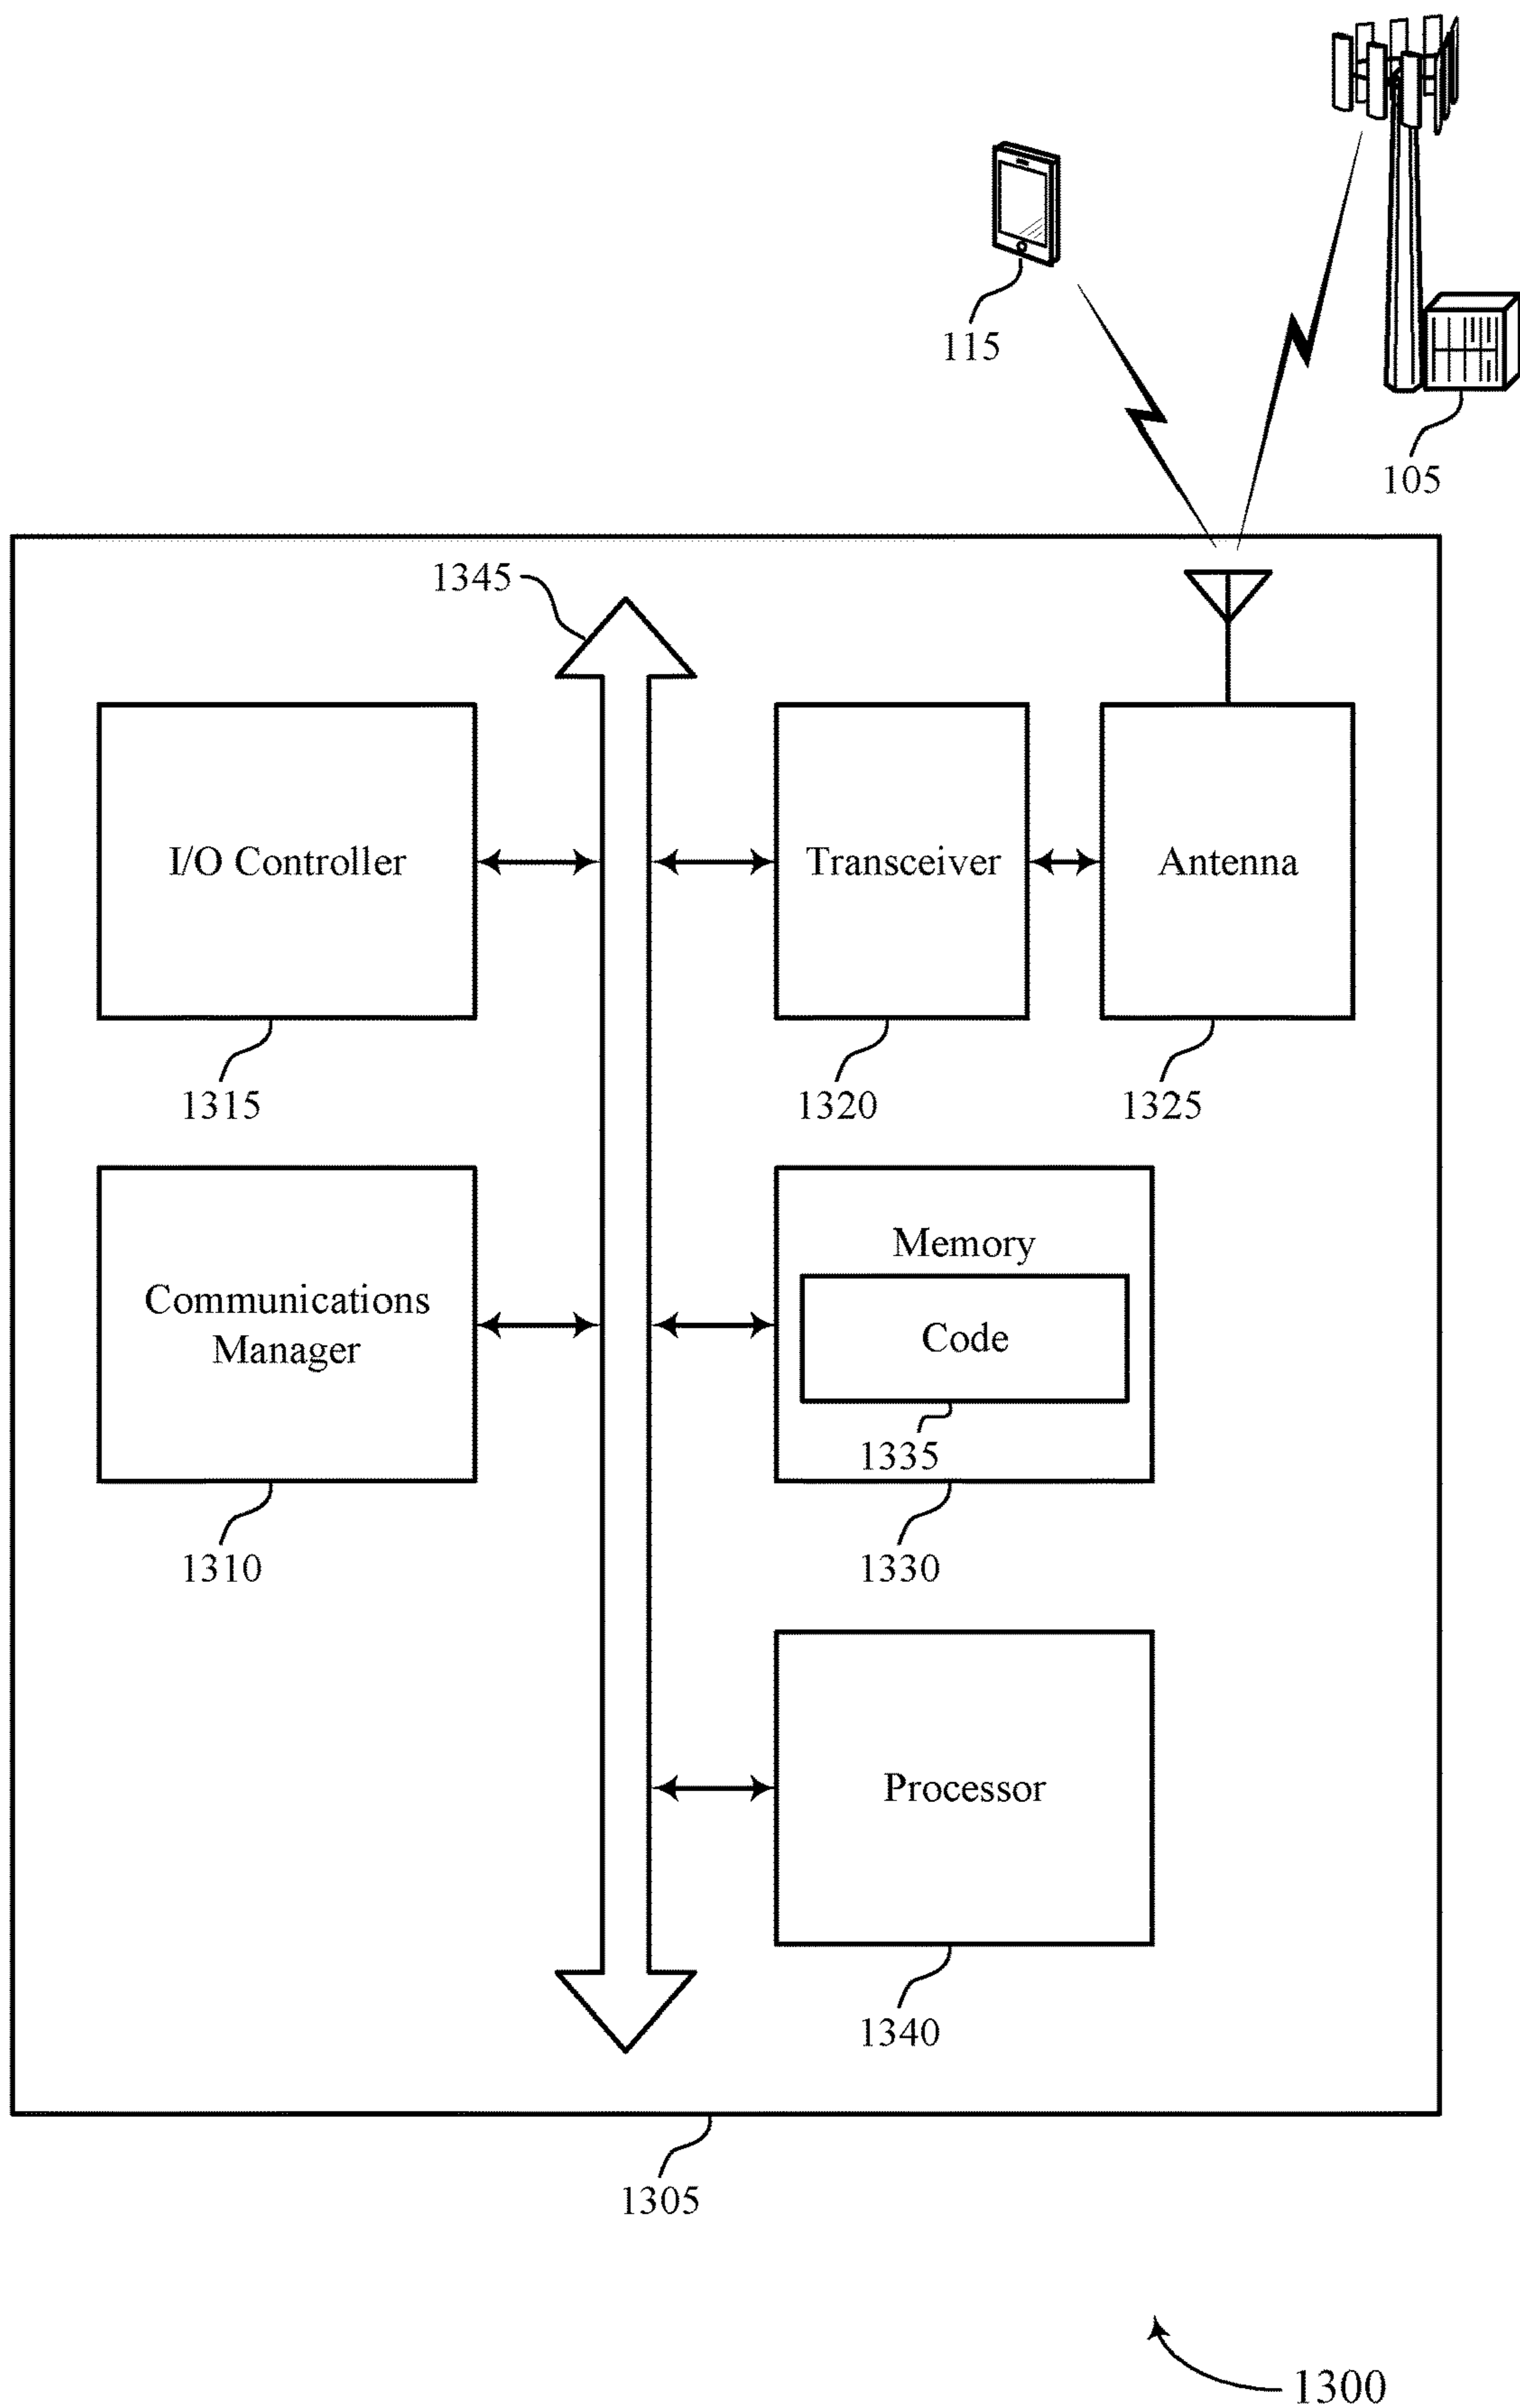 115
105
1345
I/O Controller
Transceiver
Antenna
1315
1320
1325
Communications
Manager
Memory
Code
1335
1310
1330
Processor
1340
1305
1300